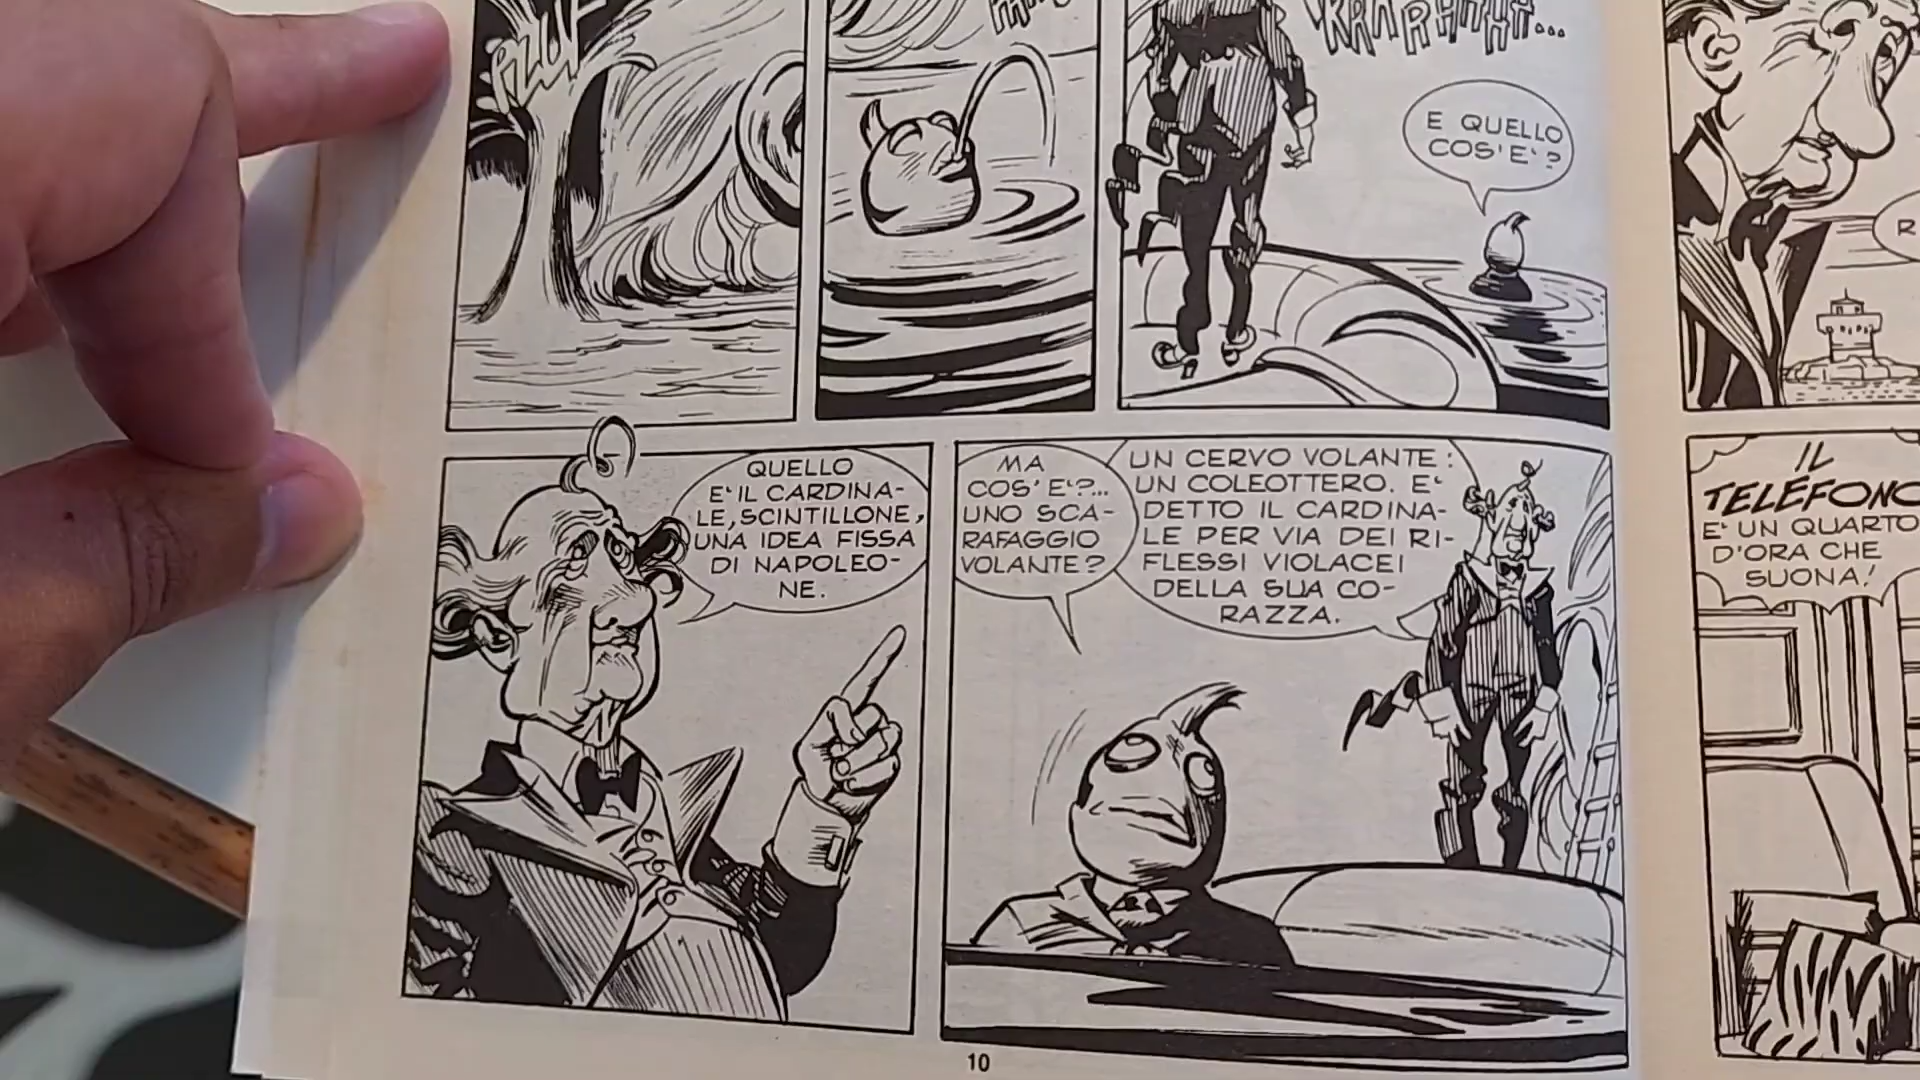 E QUELLO
COS'E'?
QUELLO
E' IL CARDINA-
LE, SCINTILLONE,
UNA IDEA FISSA
DI NAPOLEO-
NE.
MA
COS' E'?...
UNO SCA-
RAFAGGIO
VOLANTE?
UN CERVO VOLANTE:
UN COLEOTTERO. E'
DETTO IL CARDINA-
LE PER VIA DEI RI-
FLESSI VIOLACEI
DELLA SUA CO-
RAZZA.
10
R
IL
TELEFONO
E' UN QUARTO
D'ORA CHE
SUONA!